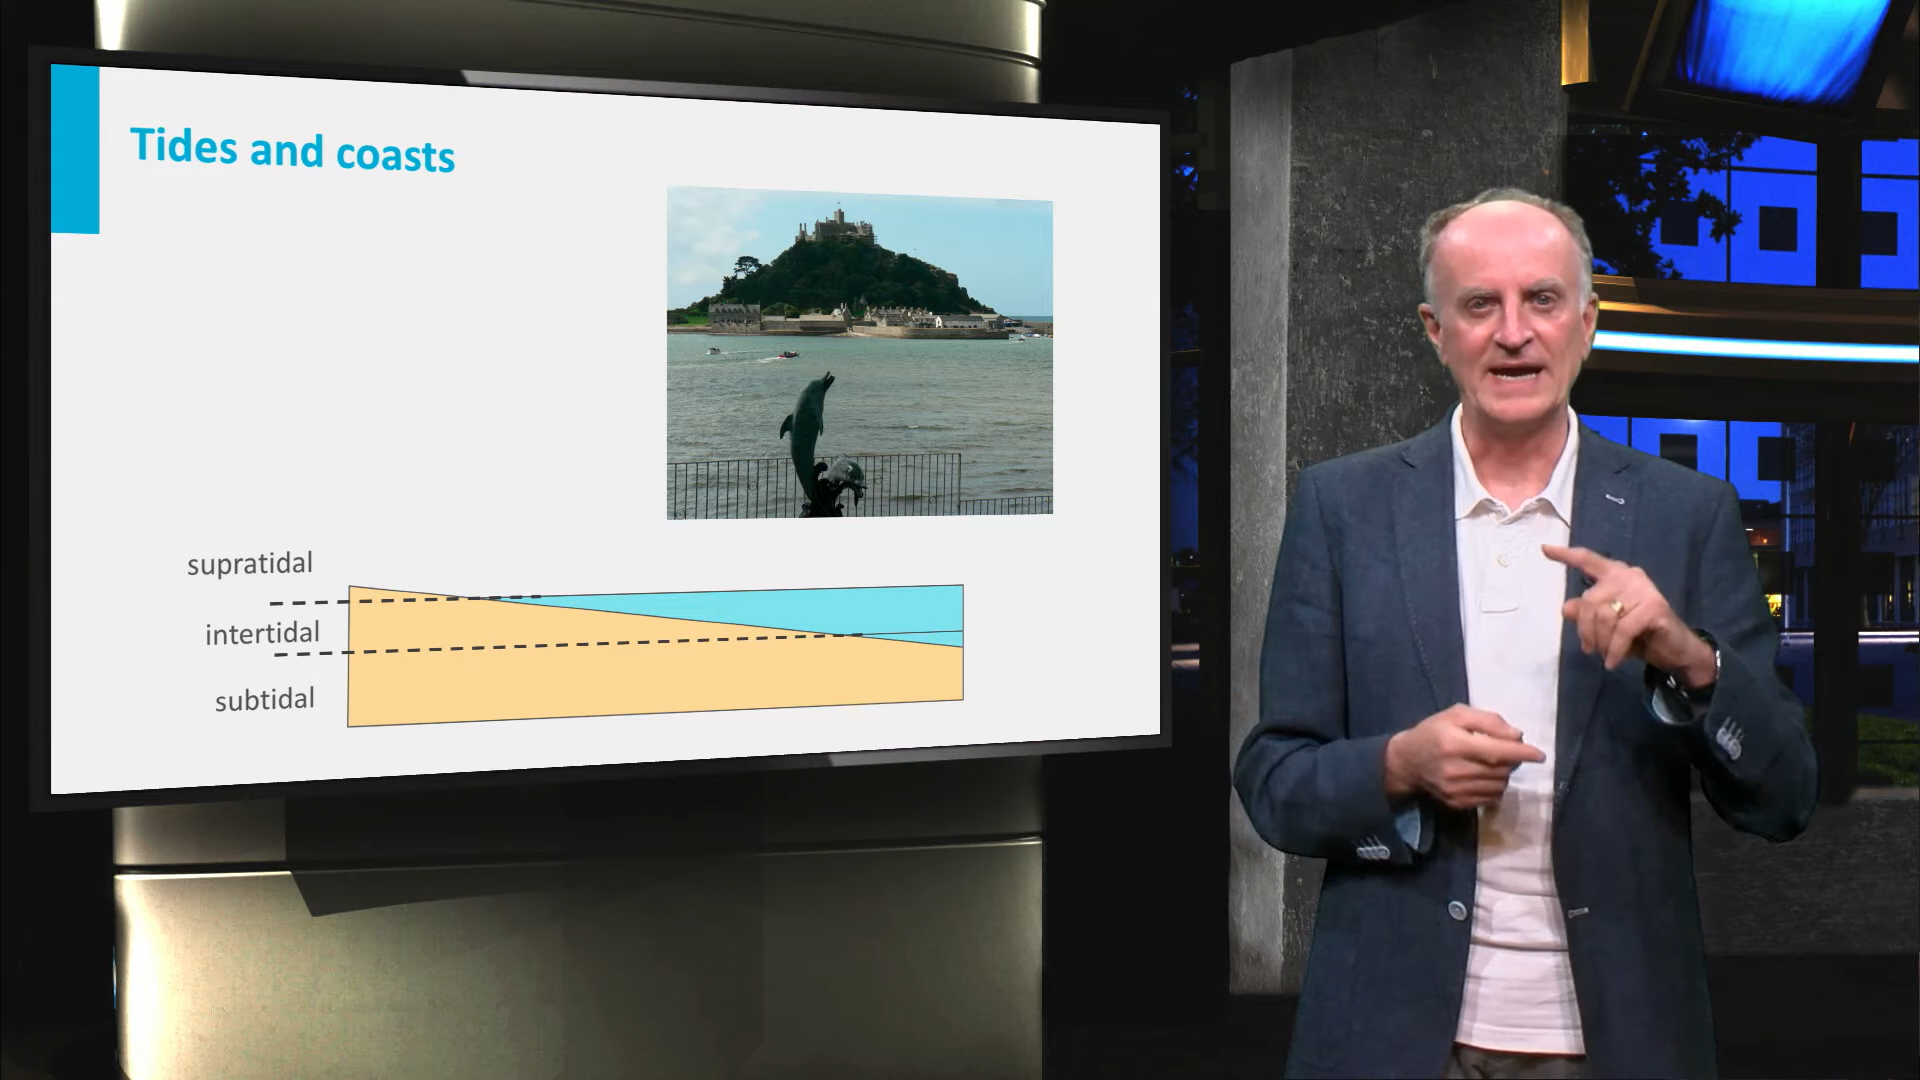 Tides and coasts
supratidal
intertidal
subtidal